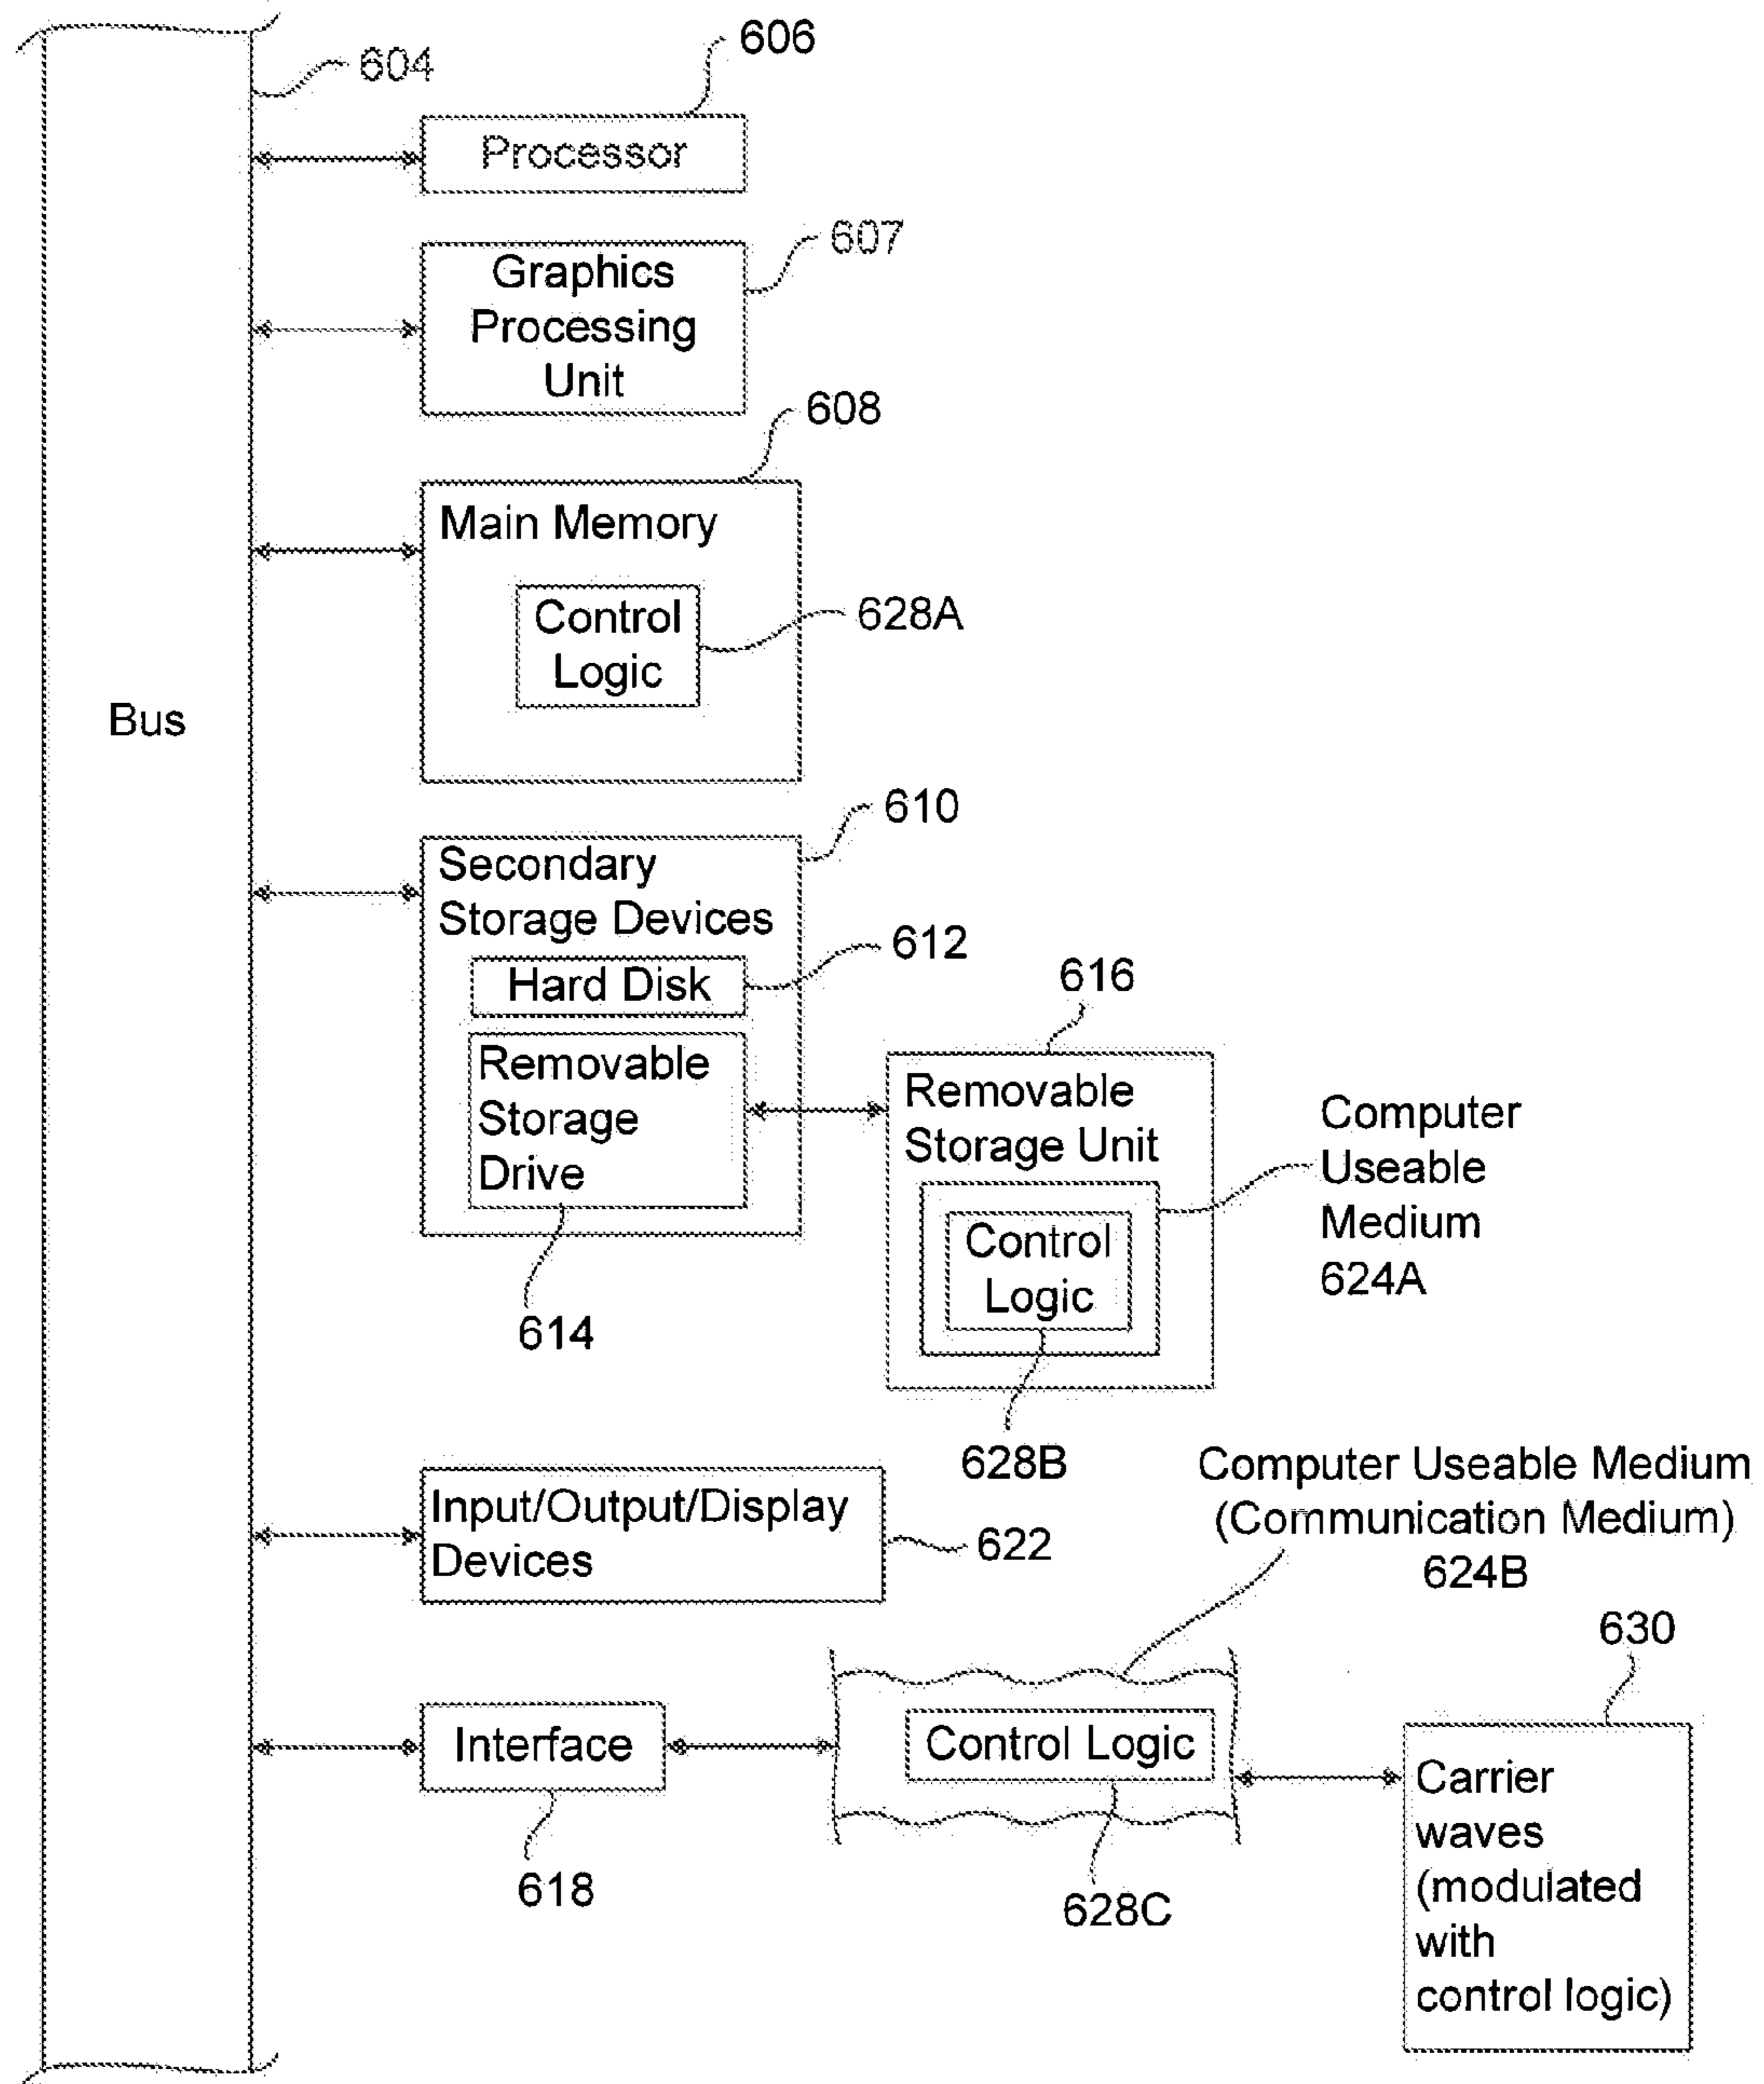 606
604
Processor
607
Graphics
Processing
Unit
608
Main Memory
Control
Logic
628A
Bus
610
Secondary
Storage Devices
612
Hard Disk
616
Removable
Storage
Drive
614
Removable
Storage Unit
Control
Logic
Computer
Useable
Medium
624A
628B
Computer Useable Medium
(Communication Medium)
624B
Input/Output/Display
Devices
622
630
Interface
618
Control Logic
628C
Carrier
waves
(modulated
with
control logic)